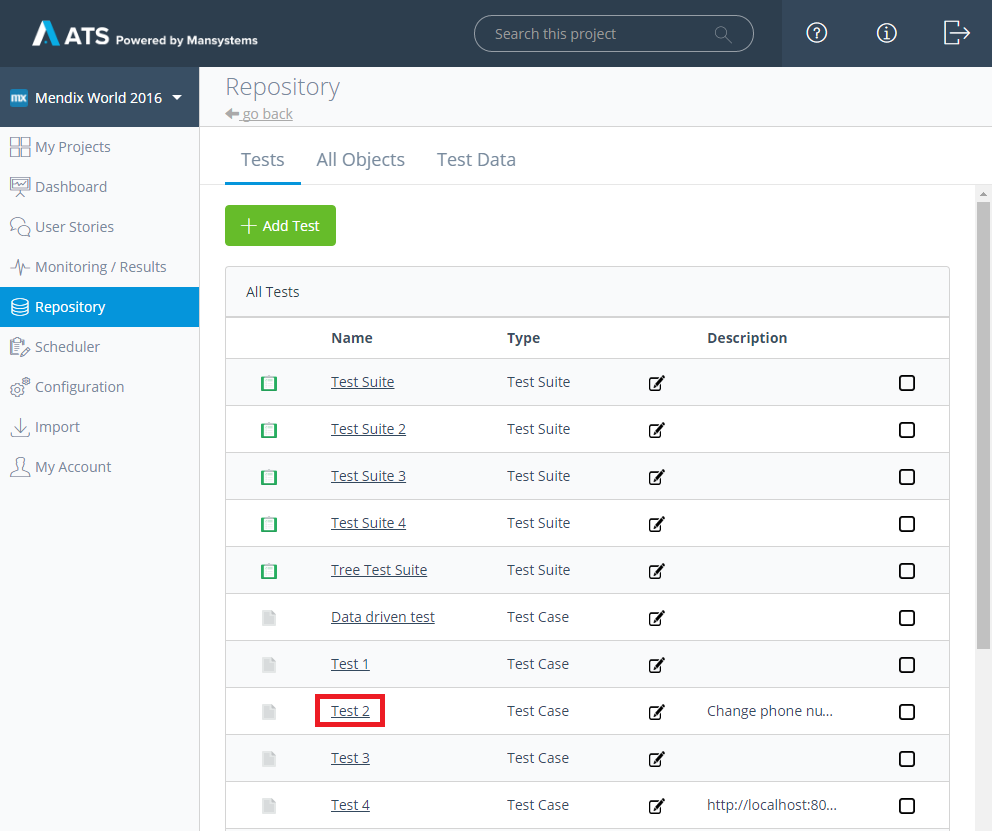 ATS Powered by Mansystems
Search this project
mx Mendix World 2016
Repository
go back
My Projects
Dashboard
User Stories
Monitoring / Results
Repository
Scheduler
Configuration
Import
My Account
Tests All Objects Test Data
Add Test
All Tests
Name Type Description
Test Suite Test Suite
Test Suite 2 Test Suite
Test Suite 3 Test Suite
Test Suite 4 Test Suite
Tree Test Suite Test Suite
Data driven test Test Case
Test 1 Test Case
Test 2 Test Case Change phone nu...
Test 3 Test Case
Test 4 Test Case http://localhost:80...